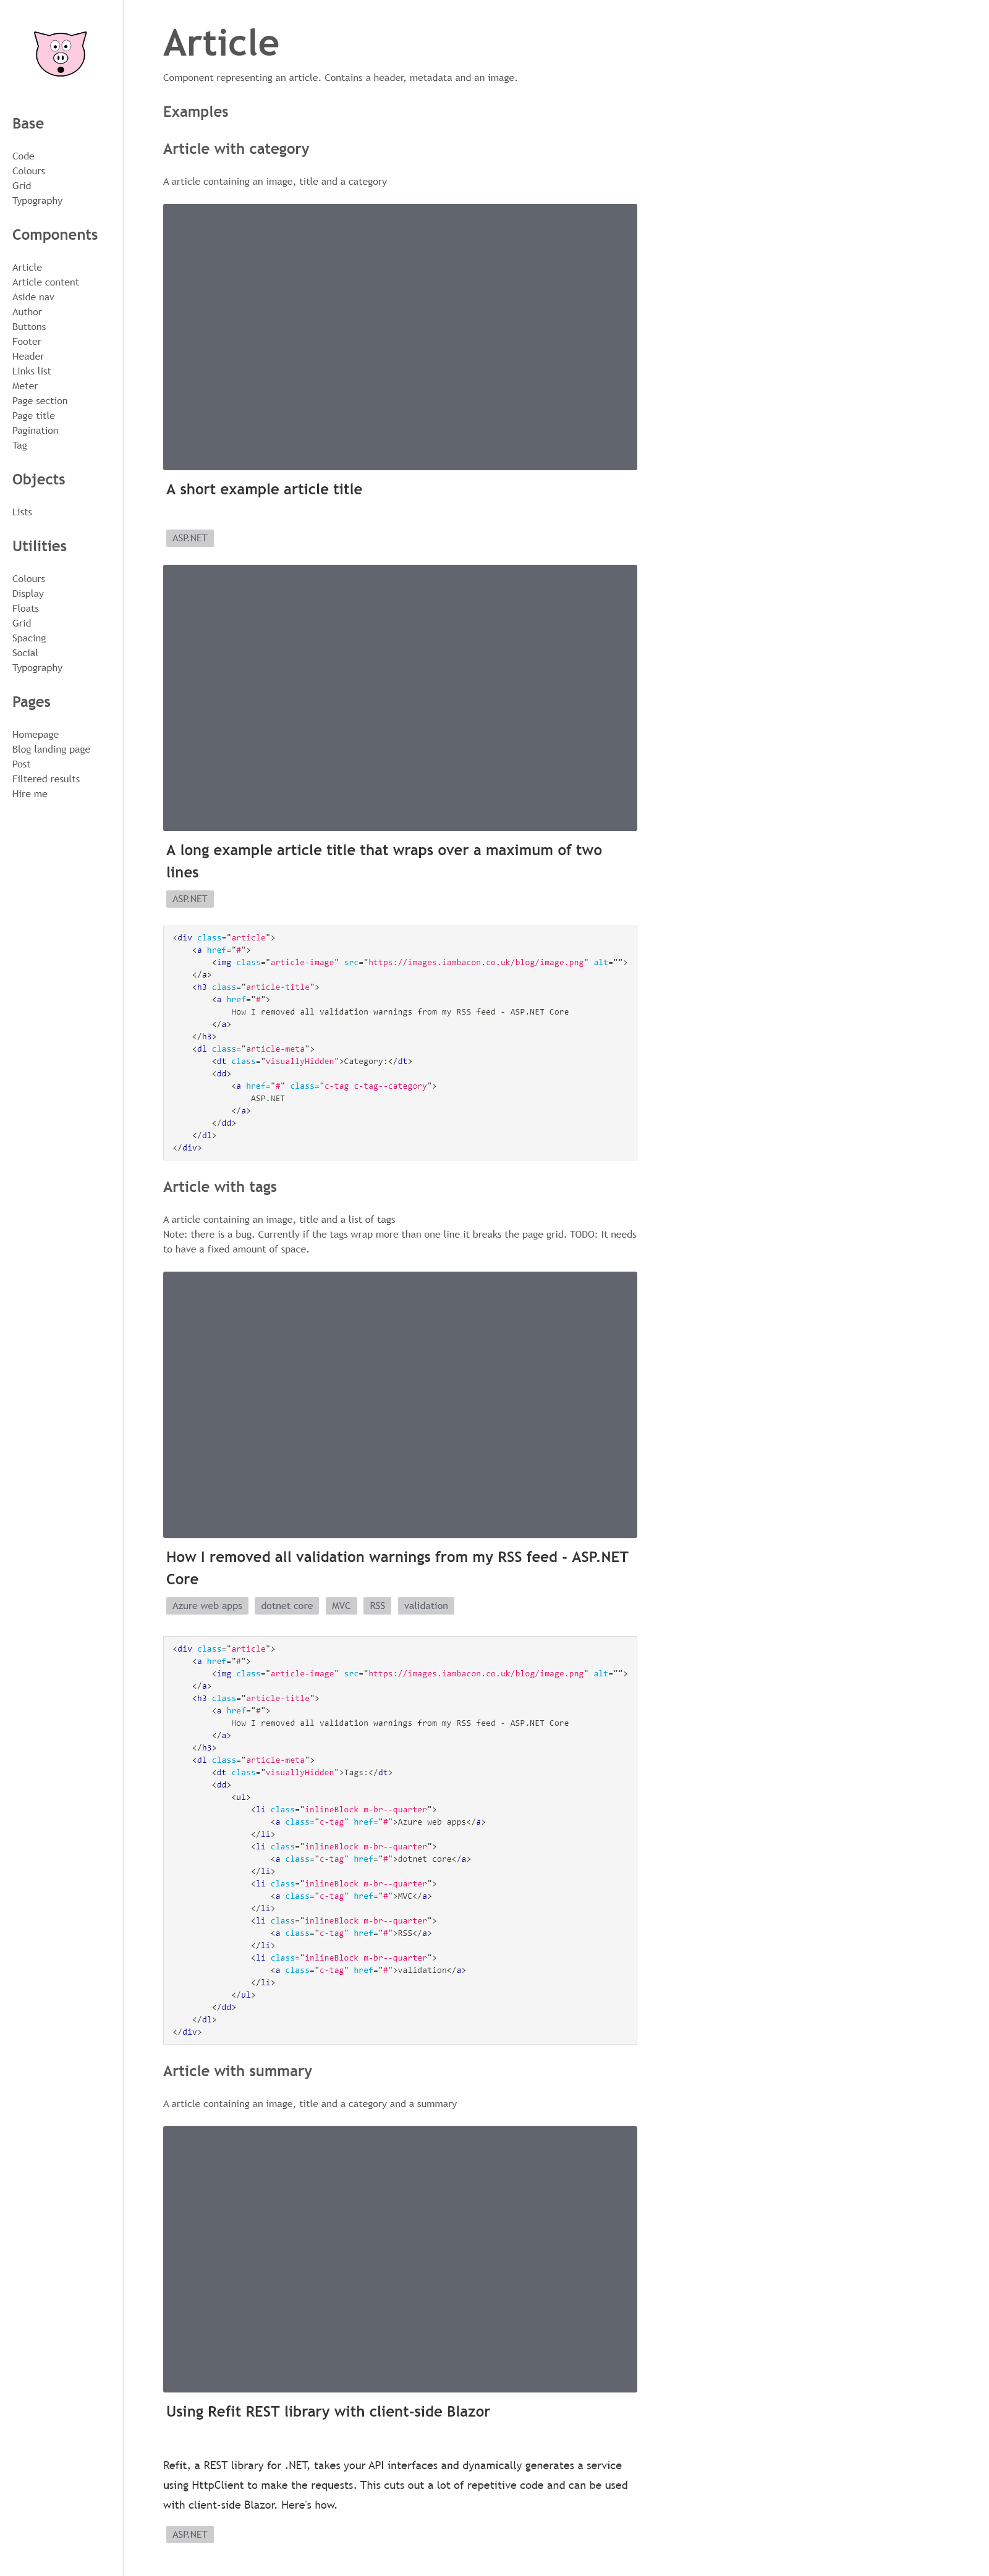 Base
Code
Colours
Grid
Typography
Components
Article
Article content
Aside nav
Author
Buttons
Footer
Header
Links list
Meter
Page section
Page title
Pagination
Tag
Objects
Lists
Utilities
Colours
Display
Floats
Grid
Spacing
Social
Typography
Pages
Homepage
Blog landing page
Post
Filtered results
Hire me
Article
Component representing an article. Contains a header, metadata and an image.
Examples
Article with category
A article containing an image, title and a category
A short example article title
ASP.NET
A long example article title that wraps over a maximum of two
lines
ASP.NET
<div class="article">
    <a href="#">
        <img class="article-image" src="https://images.iambacon.co.uk/blog/image.png" alt="">
    </a>
    <h3 class="article-title">
        <a href="#">
            How I removed all validation warnings from my RSS feed - ASP.NET Core
        </a>
    </h3>
    <dl class="article-meta">
        <dt class="visuallyHidden">Category:</dt>
        <dd>
            <a href="#" class="c-tag c-tag--category">
                ASP.NET
            </a>
        </dd>
    </dl>
</div>
Article with tags
A article containing an image, title and a list of tags
Note: there is a bug. Currently if the tags wrap more than one line it breaks the page grid. TODO: It needs
to have a fixed amount of space.
How I removed all validation warnings from my RSS feed - ASP.NET
Core
Azure web apps dotnet core MVC RSS validation
<div class="article">
    <a href="#">
        <img class="article-image" src="https://images.iambacon.co.uk/blog/image.png" alt="">
    </a>
    <h3 class="article-title">
        <a href="#">
            How I removed all validation warnings from my RSS feed - ASP.NET Core
        </a>
    </h3>
    <dl class="article-meta">
        <dt class="visuallyHidden">Tags:</dt>
        <dd>
            <ul>
                <li class="inlineBlock m-br--quarter">
                    <a class="c-tag" href="#">Azure web apps</a>
                </li>
                <li class="inlineBlock m-br--quarter">
                    <a class="c-tag" href="#">dotnet core</a>
                </li>
                <li class="inlineBlock m-br--quarter">
                    <a class="c-tag" href="#">MVC</a>
                </li>
                <li class="inlineBlock m-br--quarter">
                    <a class="c-tag" href="#">RSS</a>
                </li>
                <li class="inlineBlock m-br--quarter">
                    <a class="c-tag" href="#">validation</a>
                </li>
            </ul>
        </dd>
    </dl>
</div>
Article with summary
A article containing an image, title and a category and a summary
Using Refit REST library with client-side Blazor
Refit, a REST library for .NET, takes your API interfaces and dynamically generates a service
using HttpClient to make the requests. This cuts out a lot of repetitive code and can be used
with client-side Blazor. Here's how.
ASP.NET